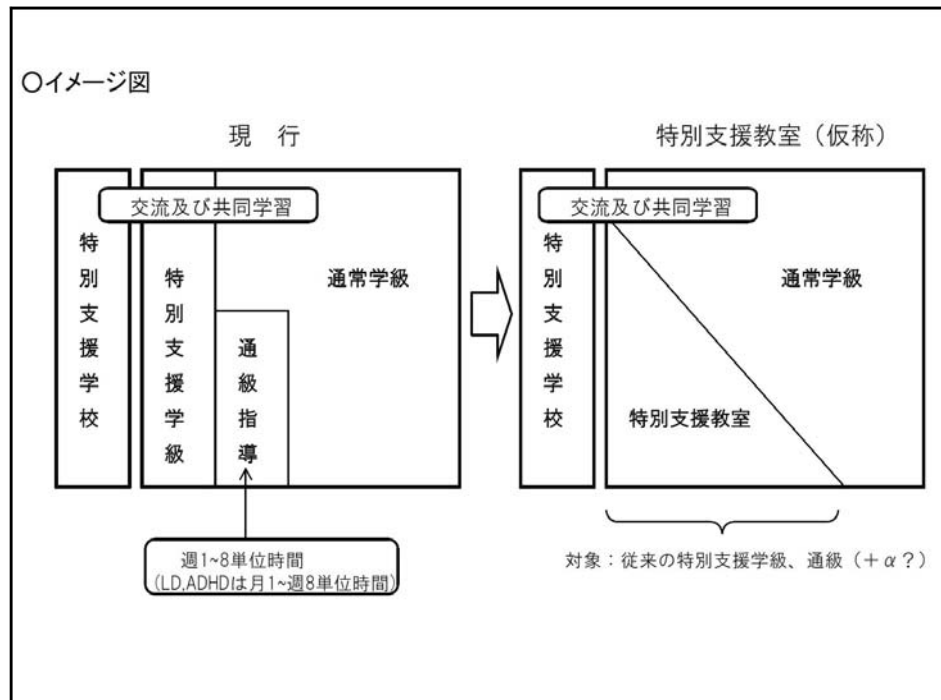 ○イメージ図
現　行
交流及び共同学習
特別支援学校
特別支援学級
通級指導
通常学級
週1~8単位時間
(LD,ADHDは月1~週8単位時間)
特別支援教室（仮称）
交流及び共同学習
特別支援学校
通常学級
特別支援教室
対象：従来の特別支援学級、通級（＋α？）